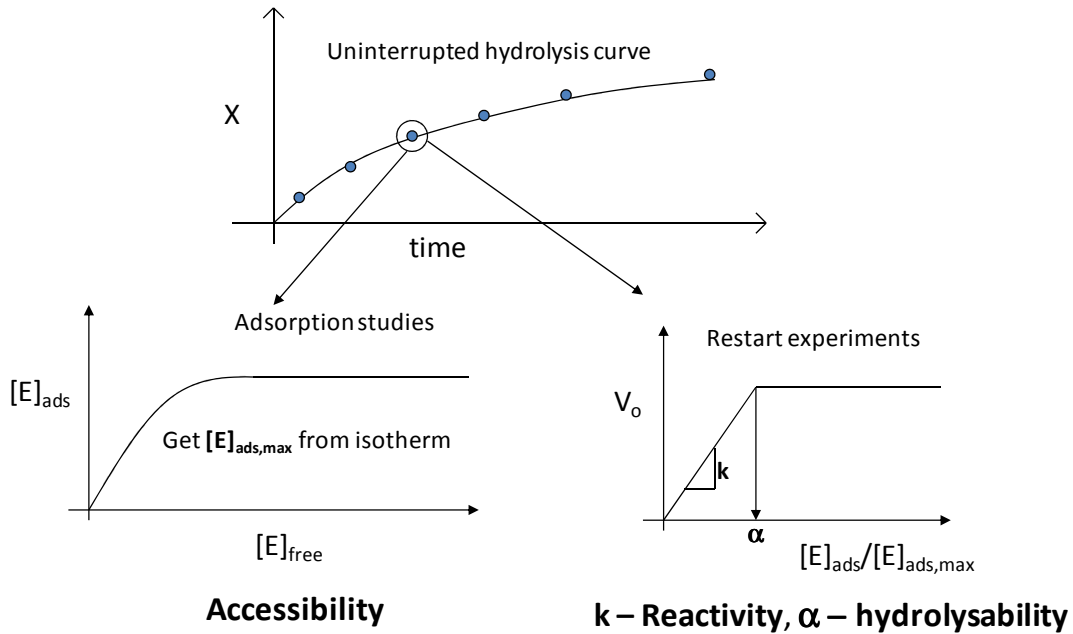 Uninterrupted hydrolysis curve
X
time
Adsorption studies
[E]ads
Get [E]ads,max from isotherm
[E]free
Accessibility
Restart experiments
Vo
k
α
[E]ads/[E]ads,max
k – Reactivity, α – hydrolysability